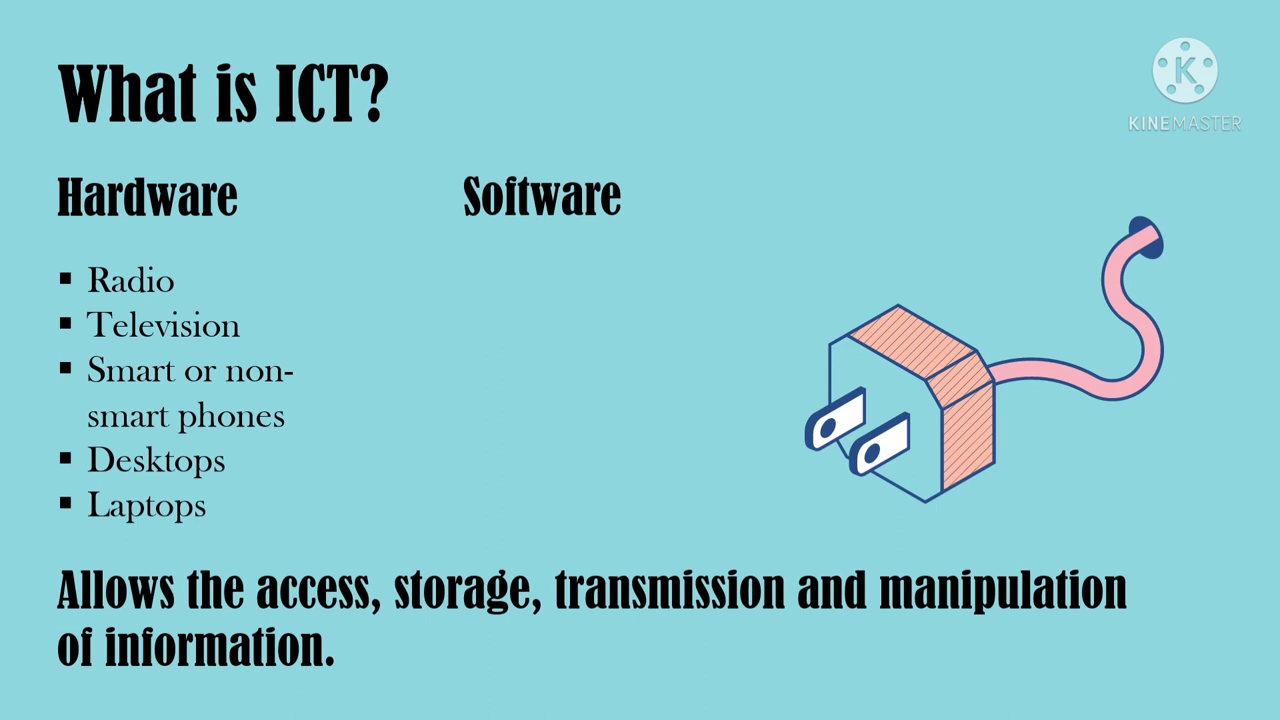 What is ICT?
K
KINEMASTER
Hardware
Software
▪ Radio
▪ Television
▪ Smart or non-
smart phones
▪ Desktops
▪ Laptops
Allows the access, storage, transmission and manipulation
of information.